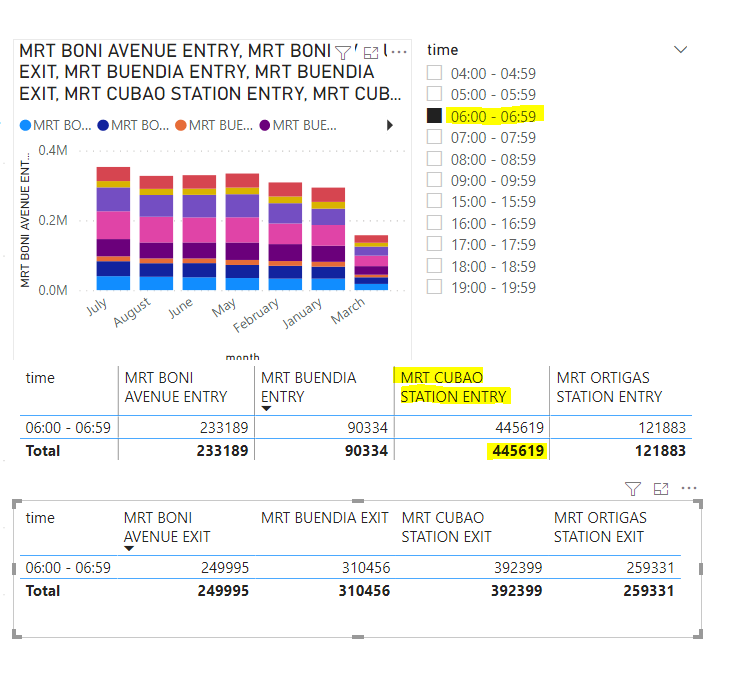 MRT BONI AVENUE ENTRY, MRT BONI
EXIT, MRT BUENDIA ENTRY, MRT BUENDIA
EXIT, MRT CUBAO STATION ENTRY, MRT CUB...
MRT BO... MRT BO... MRT BUE... MRT BUE...
MRT BONI AVENUE ENT...
0.4M
0.2M
0.0M
July August June May February January March
month
time
04:00 - 04:59
05:00 - 05:59
06:00 - 06:59
07:00 - 07:59
08:00 - 08:59
09:00 - 09:59
15:00 - 15:59
16:00 - 16:59
17:00 - 17:59
18:00 - 18:59
19:00 - 19:59
time MRT BONI MRT BUENDIA MRT CUBAO MRT ORTIGAS
AVENUE ENTRY ENTRY STATION ENTRY STATION ENTRY
06:00 - 06:59 233189 90334 445619 121883
Total 233189 90334 445619 121883
time MRT BONI MRT BUENDIA EXIT MRT CUBAO MRT ORTIGAS
AVENUE EXIT STATION EXIT STATION EXIT
06:00 - 06:59 249995 310456 392399 259331
Total 249995 310456 392399 259331